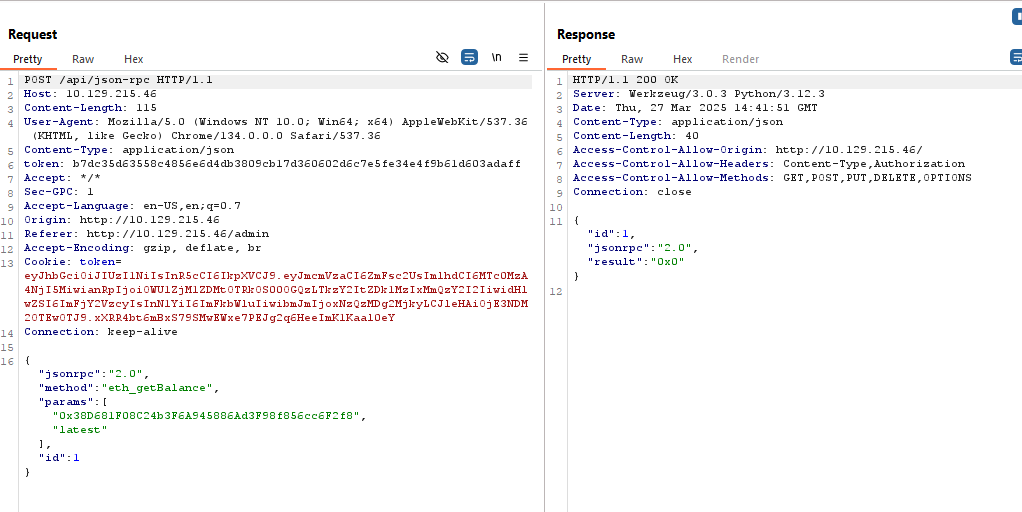 Request
Pretty Raw Hex
\n
1 POST /api/json-rpc HTTP/1.1
2 Host: 10.129.215.46
3 Content-Length: 115
4 User-Agent: Mozilla/5.0 (Windows NT 10.0; Win64; x64) AppleWebKit/537.36
(KHTML, like Gecko) Chrome/134.0.0.0 Safari/537.36
5 Content-Type: application/json
6 token: b7dc35d63558c4856e6d4db3809cb17d360602d6c7e5fe34e4f9b61d603adaff
7 Accept: */*
8 Sec-GPC: 1
9 Accept-Language: en-US,en;q=0.7
10 Origin: http://10.129.215.46
11 Referer: http://10.129.215.46/admin
12 Accept-Encoding: gzip, deflate, br
13 Cookie: token=
14 Connection: keep-alive
15
16 {
"jsonrpc":"2.0",
"method":"eth_getBalance",
"params":[
"0x38D681F08C24b3F6A945886Ad3F98f856cc6F2f8",
"latest"
],
"id":1
}
Response
Pretty Raw Hex Render
1 HTTP/1.1 200 OK
2 Server: Werkzeug/3.0.3 Python/3.12.3
3 Date: Thu, 27 Mar 2025 14:41:51 GMT
4 Content-Type: application/json
5 Content-Length: 40
6 Access-Control-Allow-Origin: http://10.129.215.46/
7 Access-Control-Allow-Headers: Content-Type,Authorization
8 Access-Control-Allow-Methods: GET,POST,PUT,DELETE,OPTIONS
9 Connection: close
10
11 {
"id":1,
"jsonrpc":"2.0",
"result":"0x0"
}
12